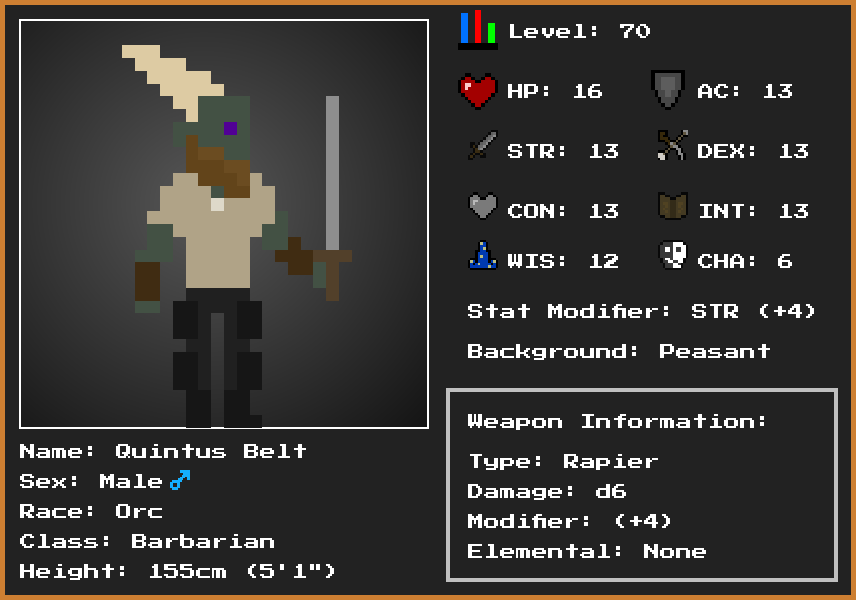 Level: 70
HP: 16
AC: 13
STR: 13
DEX: 13
CON: 13
INT: 13
WIS: 12
CHA: 6
Stat Modifier: STR (+4)
Background: Peasant
Name: Quintus Belt
Sex: Male♂
Race: Orc
Class: Barbarian
Height: 155cm (5'1")
Weapon Information:
Type: Rapier
Damage: d6
Modifier: (+4)
Elemental: None